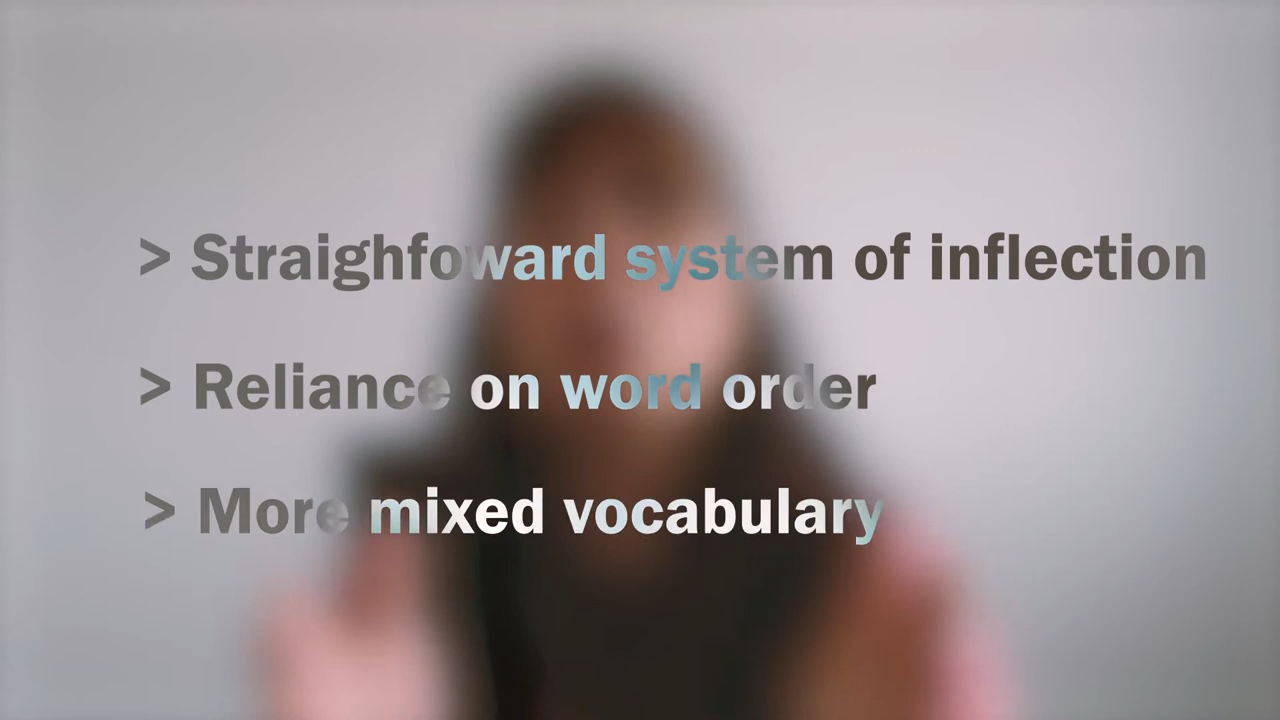 > Straighfoward system of inflection
> Reliance on word order
> More mixed vocabulary